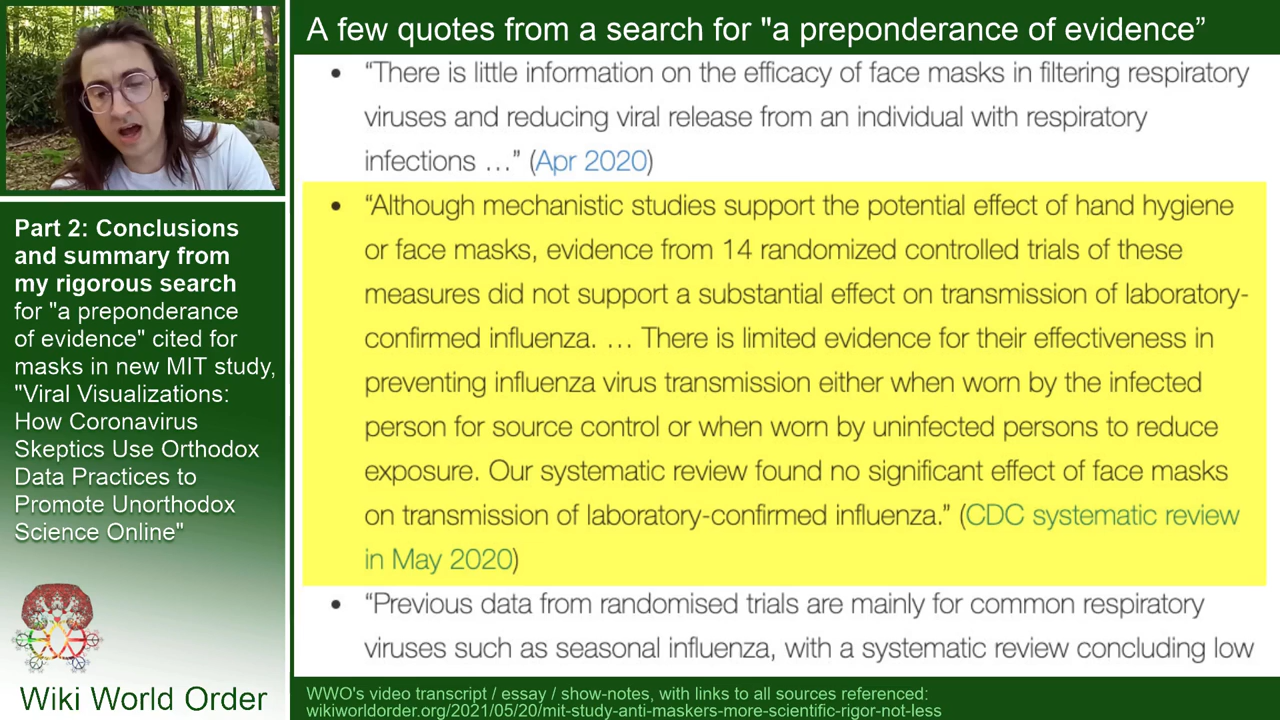 A few quotes from a search for "a preponderance of evidence”
• “There is little information on the efficacy of face masks in filtering respiratory
viruses and reducing viral release from an individual with respiratory
infections …” (Apr 2020)
• “Although mechanistic studies support the potential effect of hand hygiene
or face masks, evidence from 14 randomized controlled trials of these
measures did not support a substantial effect on transmission of laboratory-
confirmed influenza. … There is limited evidence for their effectiveness in
preventing influenza virus transmission either when worn by the infected
person for source control or when worn by uninfected persons to reduce
exposure. Our systematic review found no significant effect of face masks
on transmission of laboratory-confirmed influenza.” (CDC systematic review
in May 2020)
• “Previous data from randomised trials are mainly for common respiratory
viruses such as seasonal influenza, with a systematic review concluding low
Part 2: Conclusions
and summary from
my rigorous search
for "a preponderance
of evidence" cited for
masks in new MIT study,
"Viral Visualizations:
How Coronavirus
Skeptics Use Orthodox
Data Practices to
Promote Unorthodox
Science Online"
Wiki World Order
WWO's video transcript / essay / show-notes, with links to all sources referenced:
wikiworldorder.org/2021/05/20/mit-study-anti-maskers-more-scientific-rigor-not-less